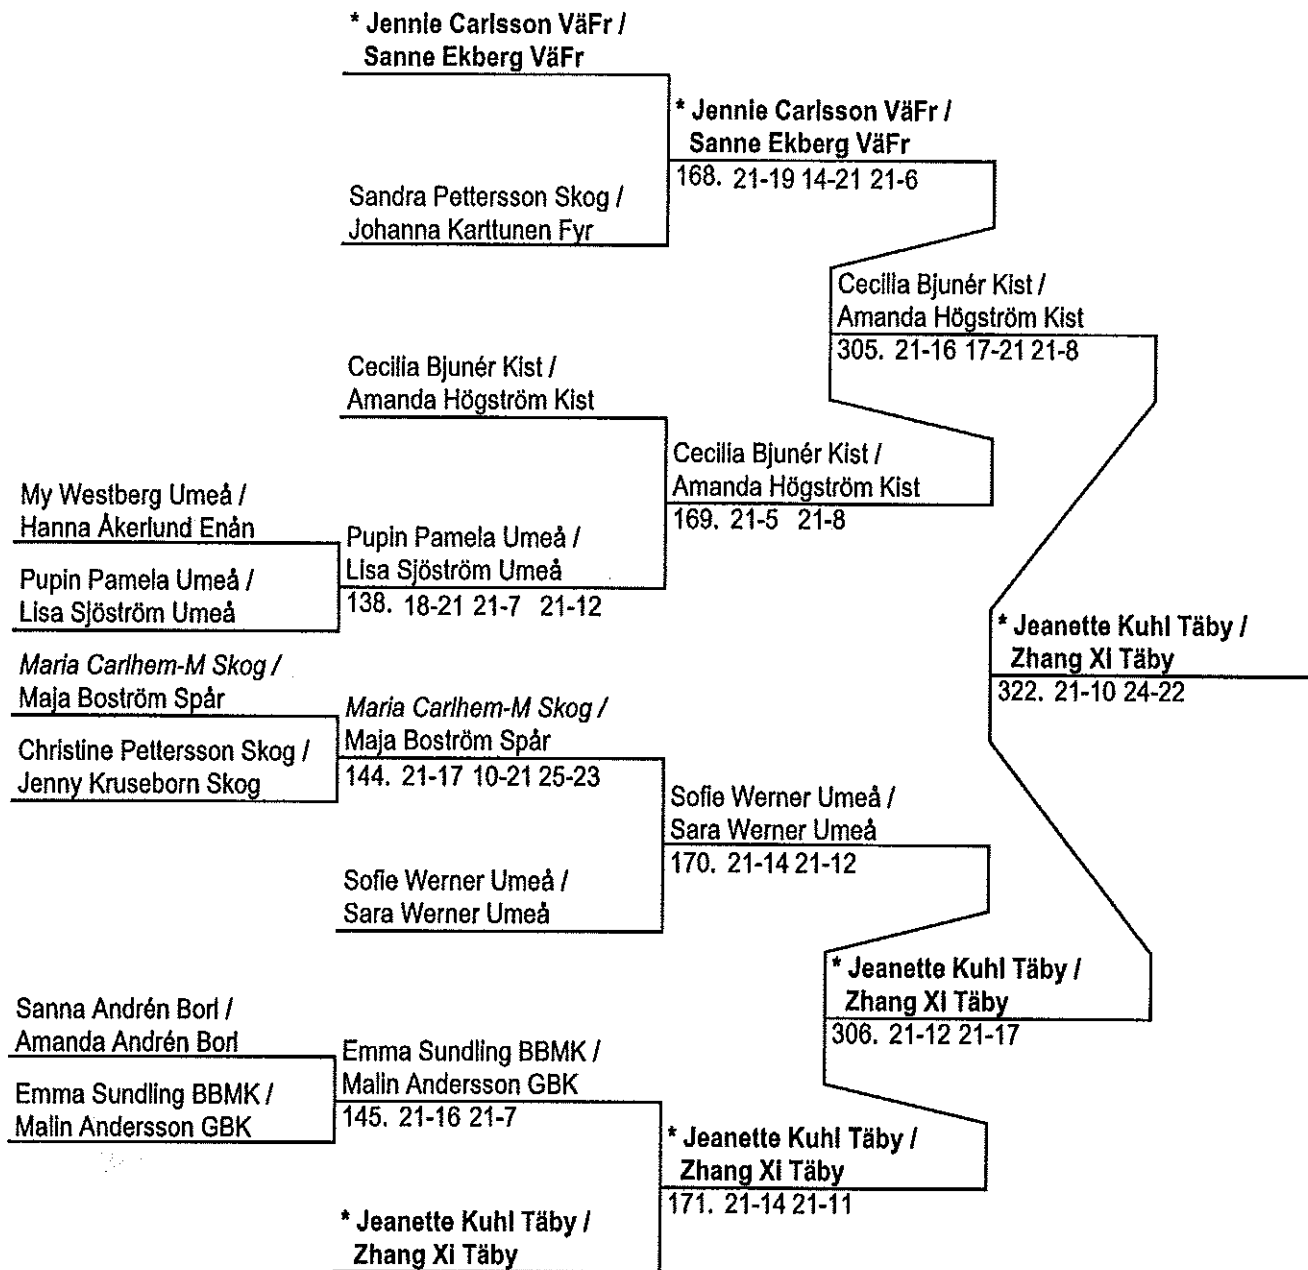 * Jennie Carlsson VäFr /
Sanne Ekberg VäFr
* Jennie Carlsson VäFr /
Sanne Ekberg VäFr
168. 21-19 14-21 21-6
Sandra Pettersson Skog /
Johanna Karttunen Fyr
Cecilia Bjunér Kist /
Amanda Högström Kist
305. 21-16 17-21 21-8
Cecilia Bjunér Kist /
Amanda Högström Kist
Cecilia Bjunér Kist /
Amanda Högström Kist
169. 21-5 21-8
My Westberg Umeå /
Hanna Åkerlund Enån
Pupin Pamela Umeå /
Lisa Sjöström Umeå
138. 18-21 21-7 21-12
Pupin Pamela Umeå /
Lisa Sjöström Umeå
* Jeanette Kuhl Täby /
Zhang Xi Täby
322. 21-10 24-22
Maria Carlhem-M Skog /
Maja Boström Spår
Maria Carlhem-M Skog /
Maja Boström Spår
144. 21-17 10-21 25-23
Christine Pettersson Skog /
Jenny Kruseborn Skog
Sofie Werner Umeå /
Sara Werner Umeå
170. 21-14 21-12
Sofie Werner Umeå /
Sara Werner Umeå
* Jeanette Kuhl Täby /
Zhang Xi Täby
306. 21-12 21-17
Sanna Andrén Borl /
Amanda Andrén Borl
Emma Sundling BBMK /
Malin Andersson GBK
145. 21-16 21-7
Emma Sundling BBMK /
Malin Andersson GBK
* Jeanette Kuhl Täby /
Zhang Xi Täby
171. 21-14 21-11
* Jeanette Kuhl Täby /
Zhang Xi Täby